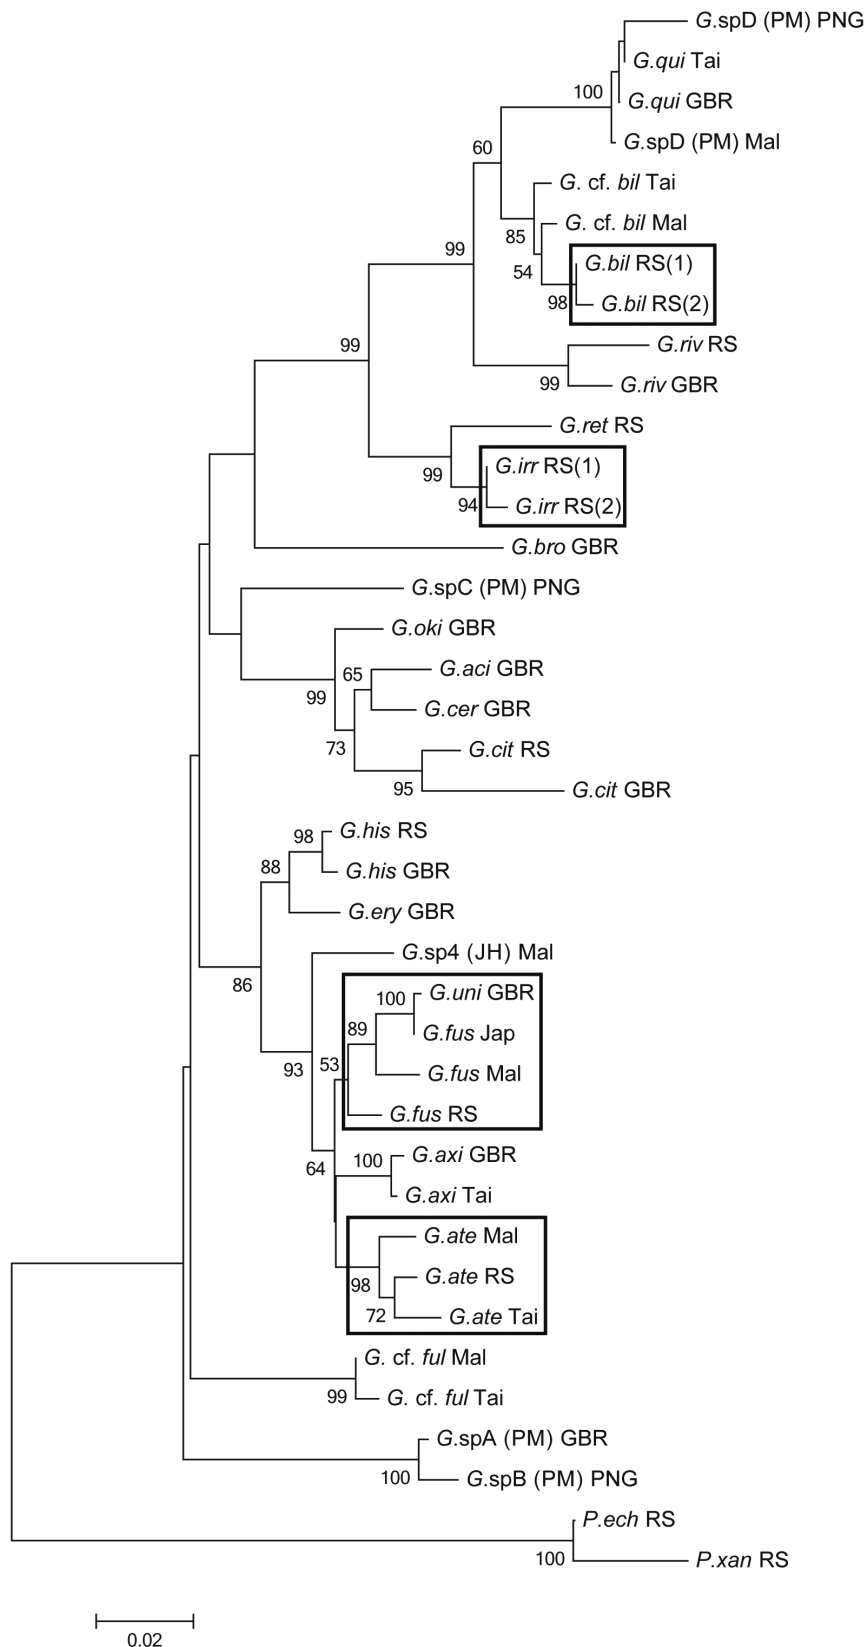 G.spD (PM) PNG
G.qui Tai
100
G.qui GBR
G.spD (PM) Mal
60
G. cf. bil Tai
G. cf. bil Mal
85
99
G.bil RS(1)
54
98
G.bil RS(2)
99
G.riv RS
99
G.riv GBR
G.ret RS
99
G.irr RS(1)
94
G.irr RS(2)
G.bro GBR
G.spC (PM) PNG
G.oki GBR
65
G.aci GBR
99
G.cer GBR
73
G.cit RS
95
G.cit GBR
98
G.his RS
88
G.his GBR
G.ery GBR
G.sp4 (JH) Mal
86
100
G.uni GBR
89
G.fus Jap
93
53
G.fus Mal
G.fus RS
100
G.axi GBR
64
G.axi Tai
G.ate Mal
98
G.ate RS
72
G.ate Tai
G. cf. ful Mal
99
G. cf. ful Tai
G.spA (PM) GBR
100
G.spB (PM) PNG
P.ech RS
100
P.xan RS
0.02